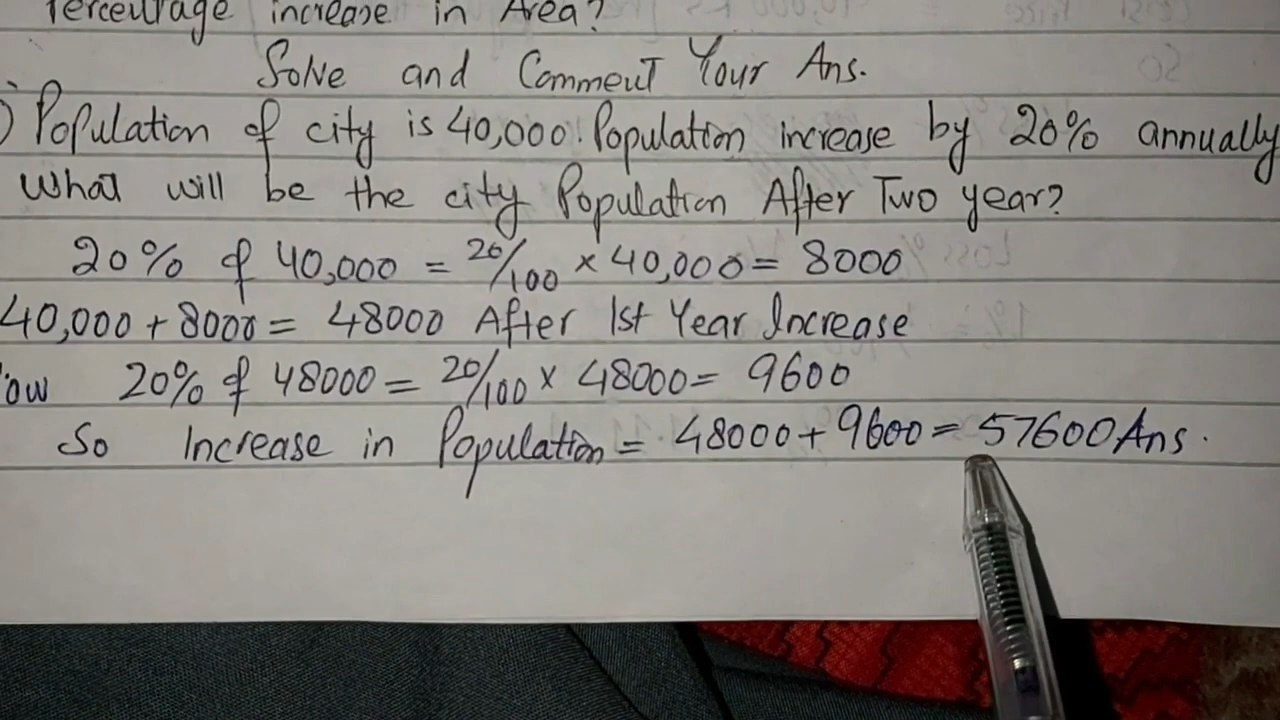 Percentage increase in Area?
Solve and Comment Your Ans.
) Population of city is 40,000. Population increase by 20% annually
What will be the city Population After Two year?
20% of 40,000 = 20/100 × 40,000 = 8000
40,000 + 8000 = 48000 After 1st Year Increase
ow 20% of 48000 = 20/100 × 48000 = 9600
So Increase in Population = 48000 + 9600 = 57600 Ans.